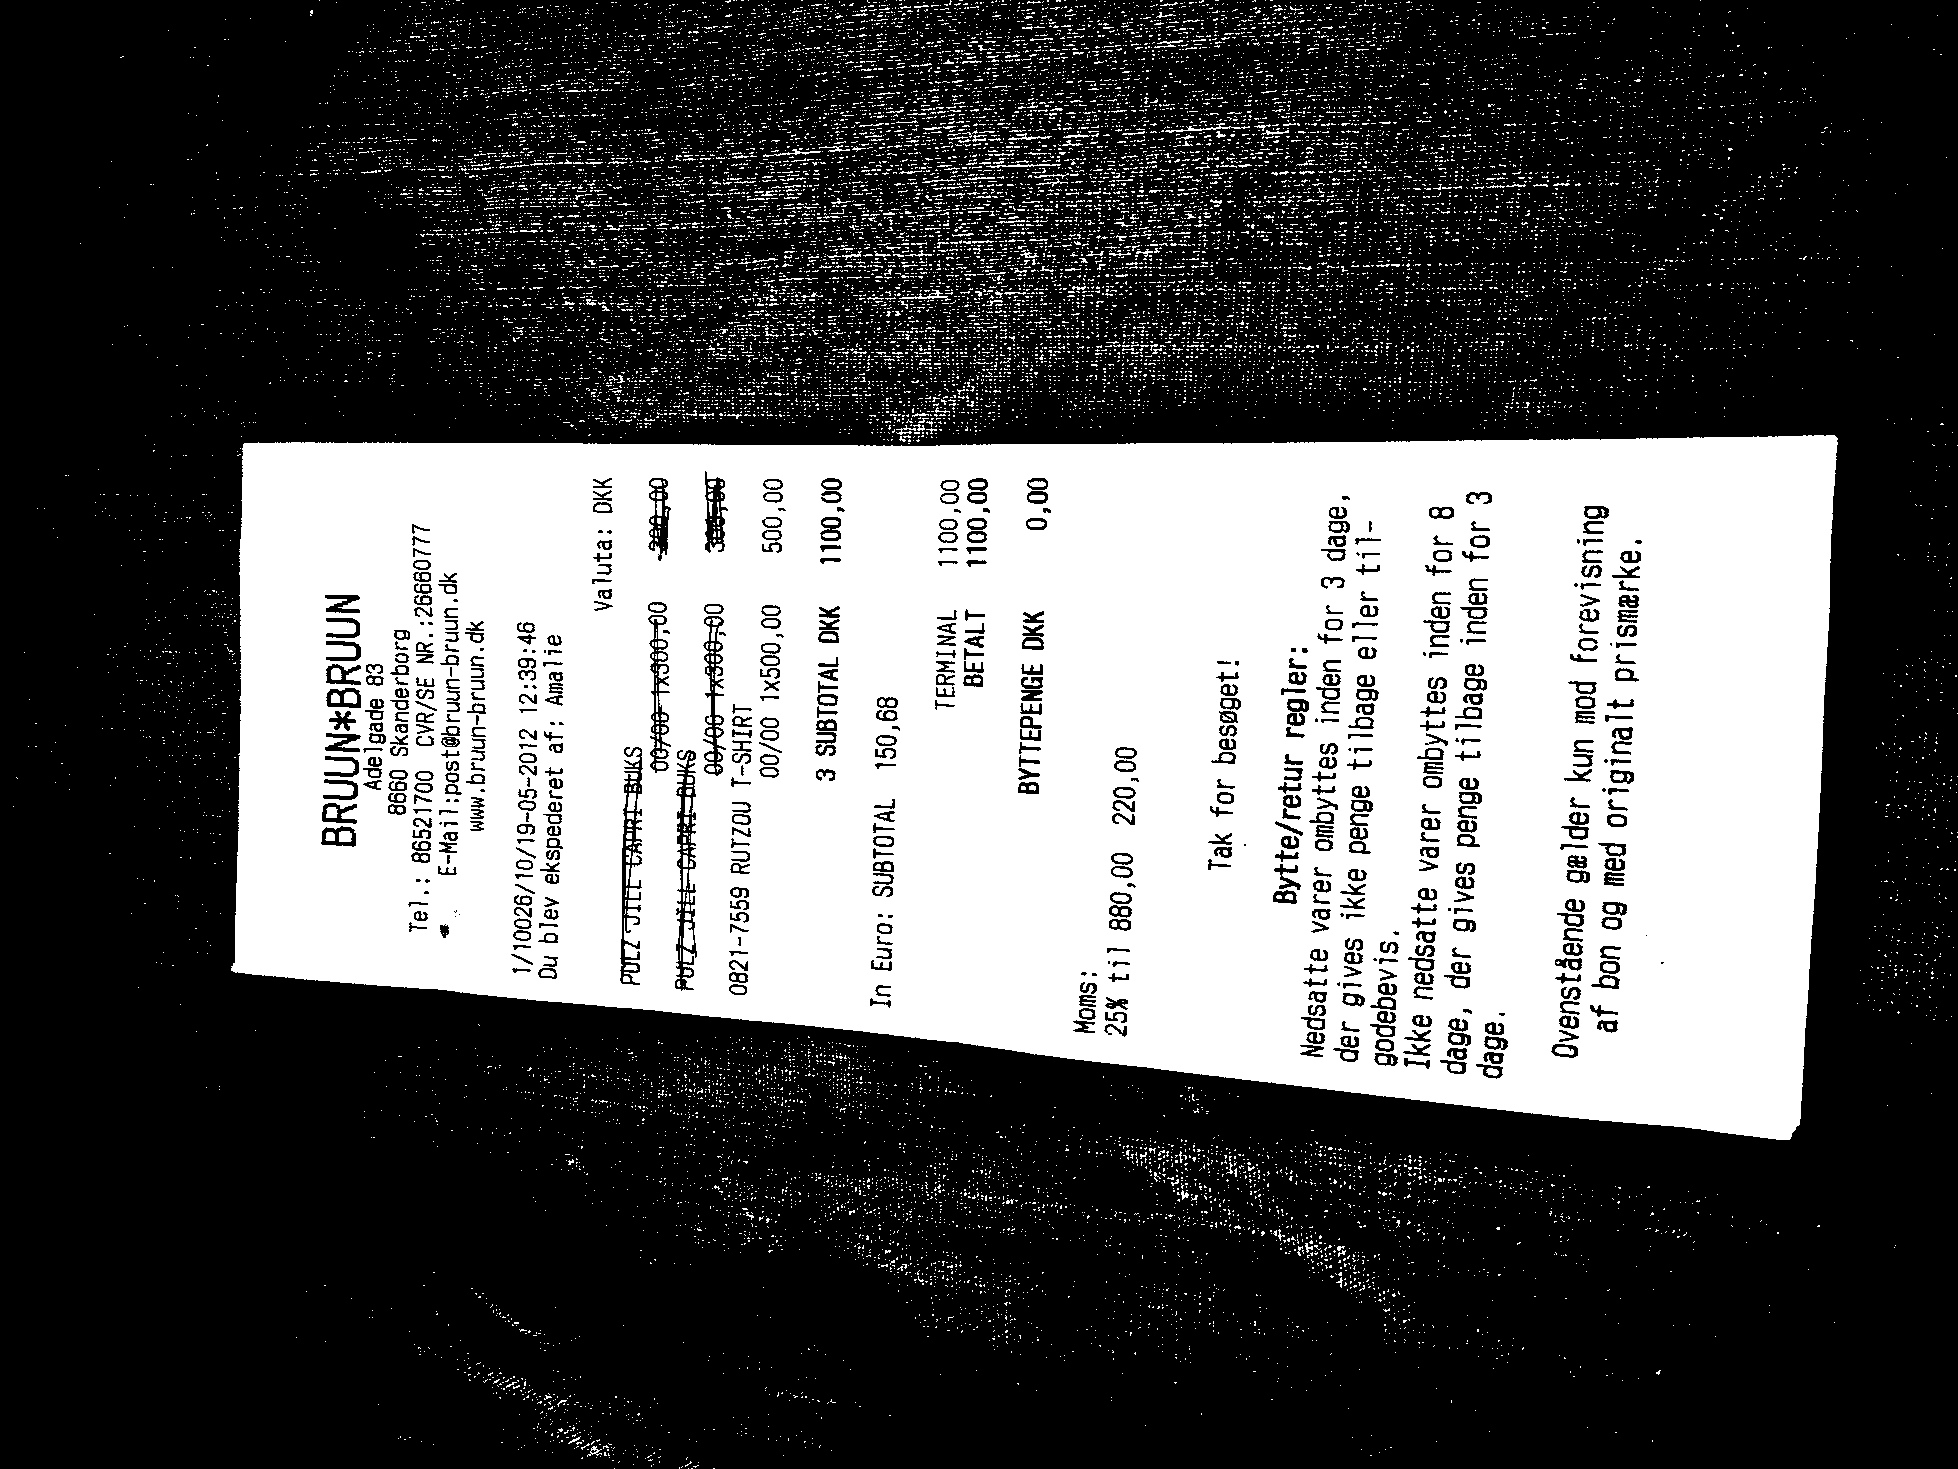 BRUUN*BRUUN
Adelgade 83
8660 Skanderborg
Tel.: 86521700 CVR/SE NR.:26660777
E-Mail:post@bruun-bruun.dk
www.bruun-bruun.dk
1/10026/10/19-05-2012 12:39:46
Du blev ekspederet af: Amalie
Valuta: DKK
PULZ JILL CAPRI BUKS
00/00 1x300,00 300,00
PULZ JILL CAPRI BUKS
00/00 1x300,00 300,00
0821-7559 RUTZOU T-SHIRT
00/00 1x500,00 500,00
3 SUBTOTAL DKK 1100,00
In Euro: SUBTOTAL 150,68
TERMINAL 1100,00
BETALT 1100,00
BYTTEPENGE DKK 0,00
Moms:
25% til 880,00 220,00
Tak for besøget!
Bytte/retur regler:
Nedsatte varer ombyttes inden for 3 dage,
der gives ikke penge tilbage eller til-
godebevis.
Ikke nedsatte varer ombyttes inden for 8
dage, der gives penge tilbage inden for 3
dage.
Ovenstående gælder kun mod forevisning
af bon og med originalt prismærke.